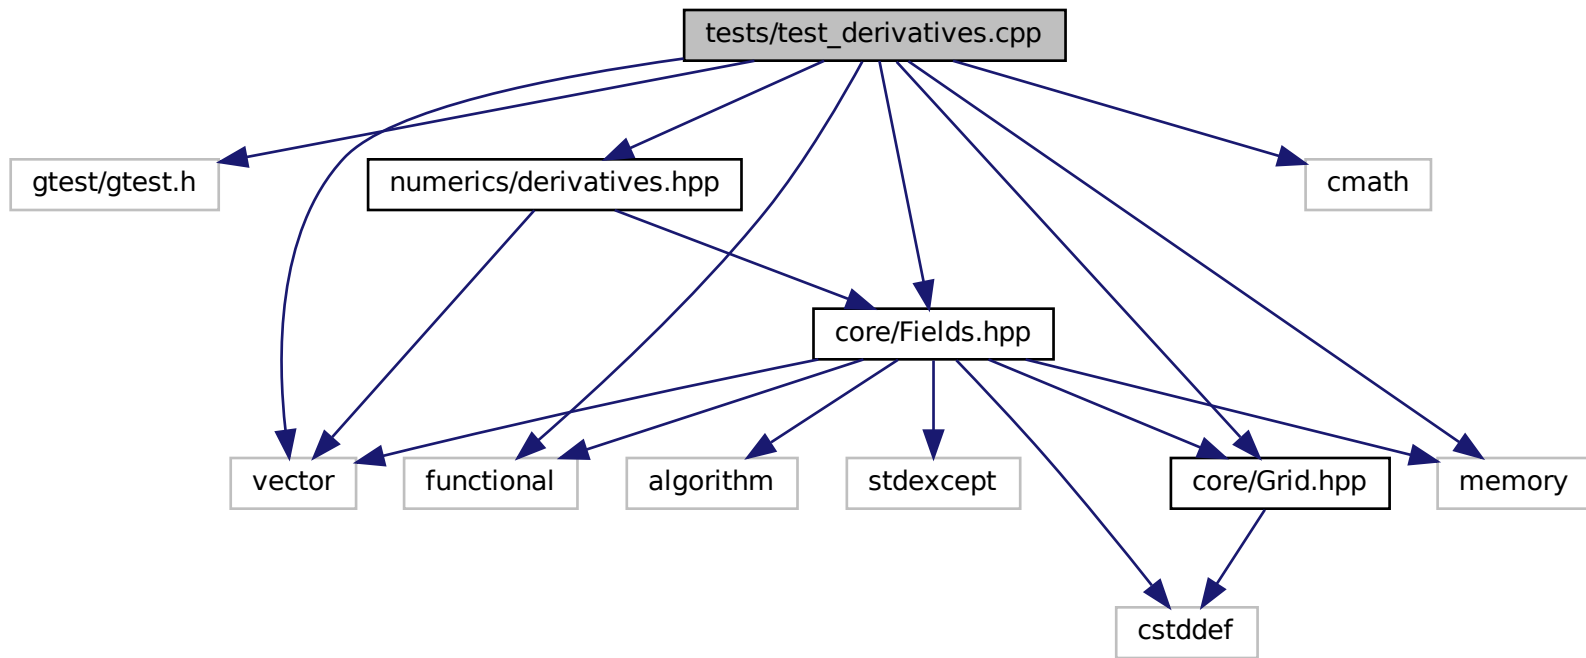 tests/test_derivatives.cpp
gtest/gtest.h
numerics/derivatives.hpp
cmath
core/Fields.hpp
vector
functional
algorithm
stdexcept
core/Grid.hpp
memory
cstddef